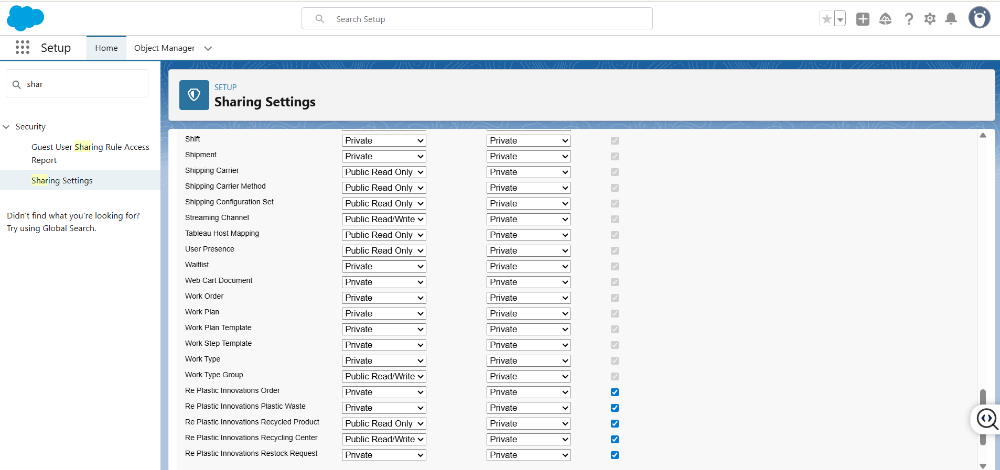 Search Setup
Setup
Home
Object Manager
shar
Security
Guest User Sharing Rule Access
Report
Sharing Settings
Didn't find what you're looking for?
Try using Global Search.
SETUP
Sharing Settings
Shift Private Private
Shipment Private Private
Shipping Carrier Public Read Only Private
Shipping Carrier Method Public Read Only Private
Shipping Configuration Set Public Read Only Private
Streaming Channel Public Read/Write Private
Tableau Host Mapping Public Read Only Private
User Presence Public Read Only Private
Waitlist Private Private
Web Cart Document Private Private
Work Order Private Private
Work Plan Private Private
Work Plan Template Private Private
Work Step Template Private Private
Work Type Private Private
Work Type Group Public Read/Write Private
Re Plastic Innovations Order Private Private
Re Plastic Innovations Plastic Waste Private Private
Re Plastic Innovations Recycled Product Public Read Only Private
Re Plastic Innovations Recycling Center Public Read/Write Private
Re Plastic Innovations Restock Request Private Private